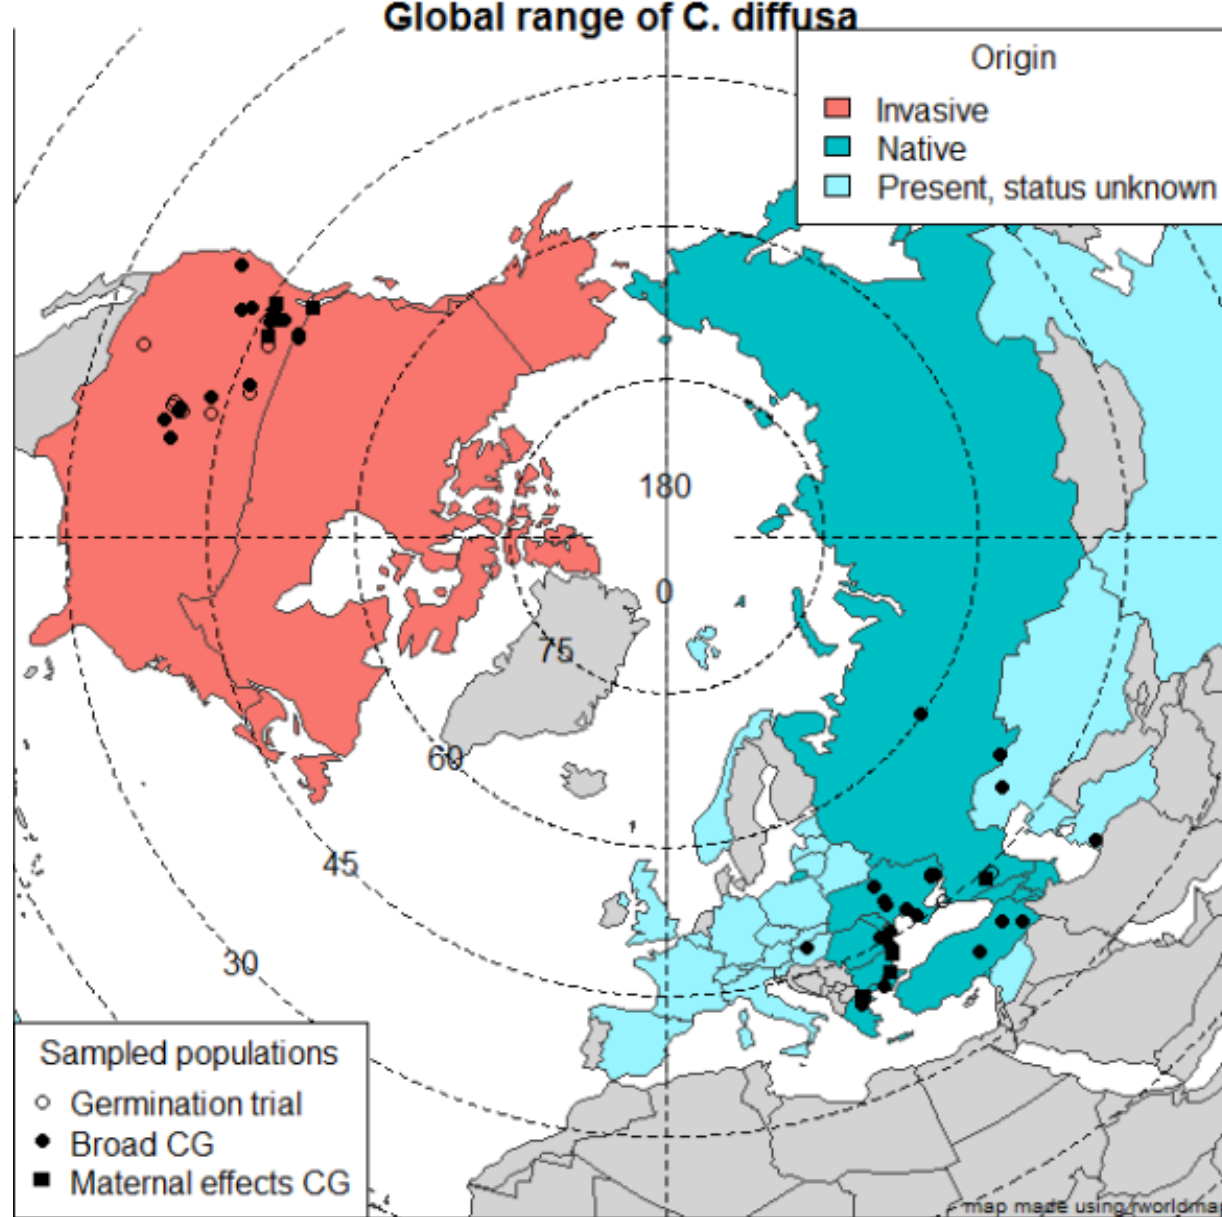 Global range of C. diffusa
Origin
Invasive
Native
Present, status unknown
180
0
75
60
45
30
Sampled populations
Germination trial
Broad CG
Maternal effects CG
map made using rworldmap